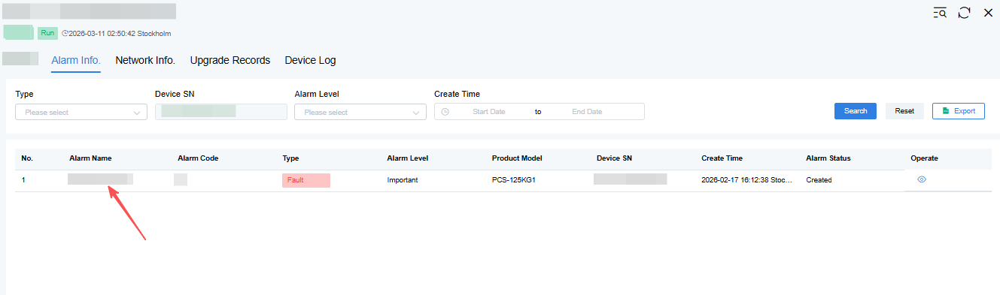 Run 2026-03-11 02:50:42 Stockholm
Alarm Info. Network Info. Upgrade Records Device Log
Type Device SN Alarm Level Create Time
Please select Please select Start Date to End Date Search Reset Export
No. Alarm Name Alarm Code Type Alarm Level Product Model Device SN Create Time Alarm Status Operate
1 Fault Important PCS-125KG1 2026-02-17 16:12:38 Stoc... Created